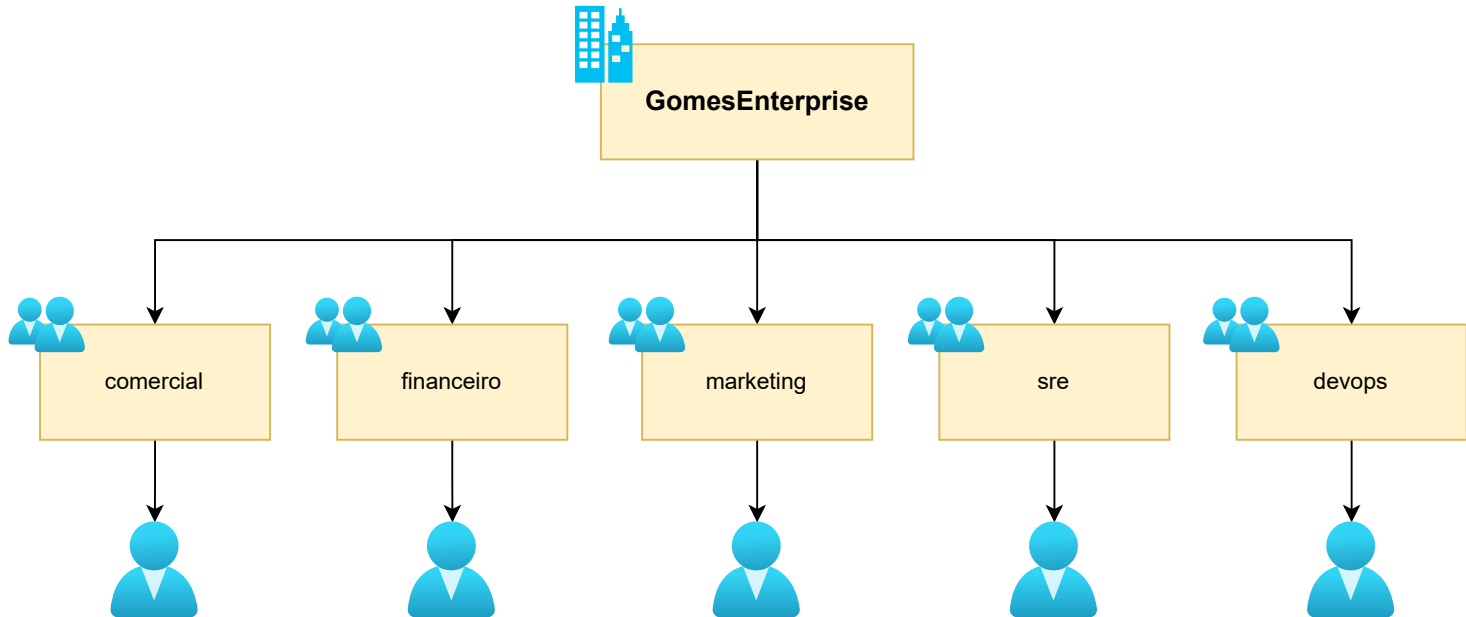 GomesEnterprise
comercial
financeiro
marketing
sre
devops